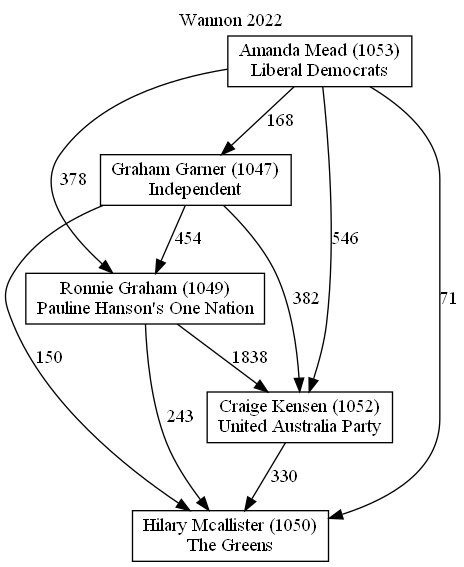 Wannon 2022
Amanda Mead (1053)
Liberal Democrats
168
Graham Garner (1047)
Independent
378
454
546
Ronnie Graham (1049)
Pauline Hanson's One Nation
382
71
150
1838
Craige Kensen (1052)
United Australia Party
243
330
Hilary Mcallister (1050)
The Greens